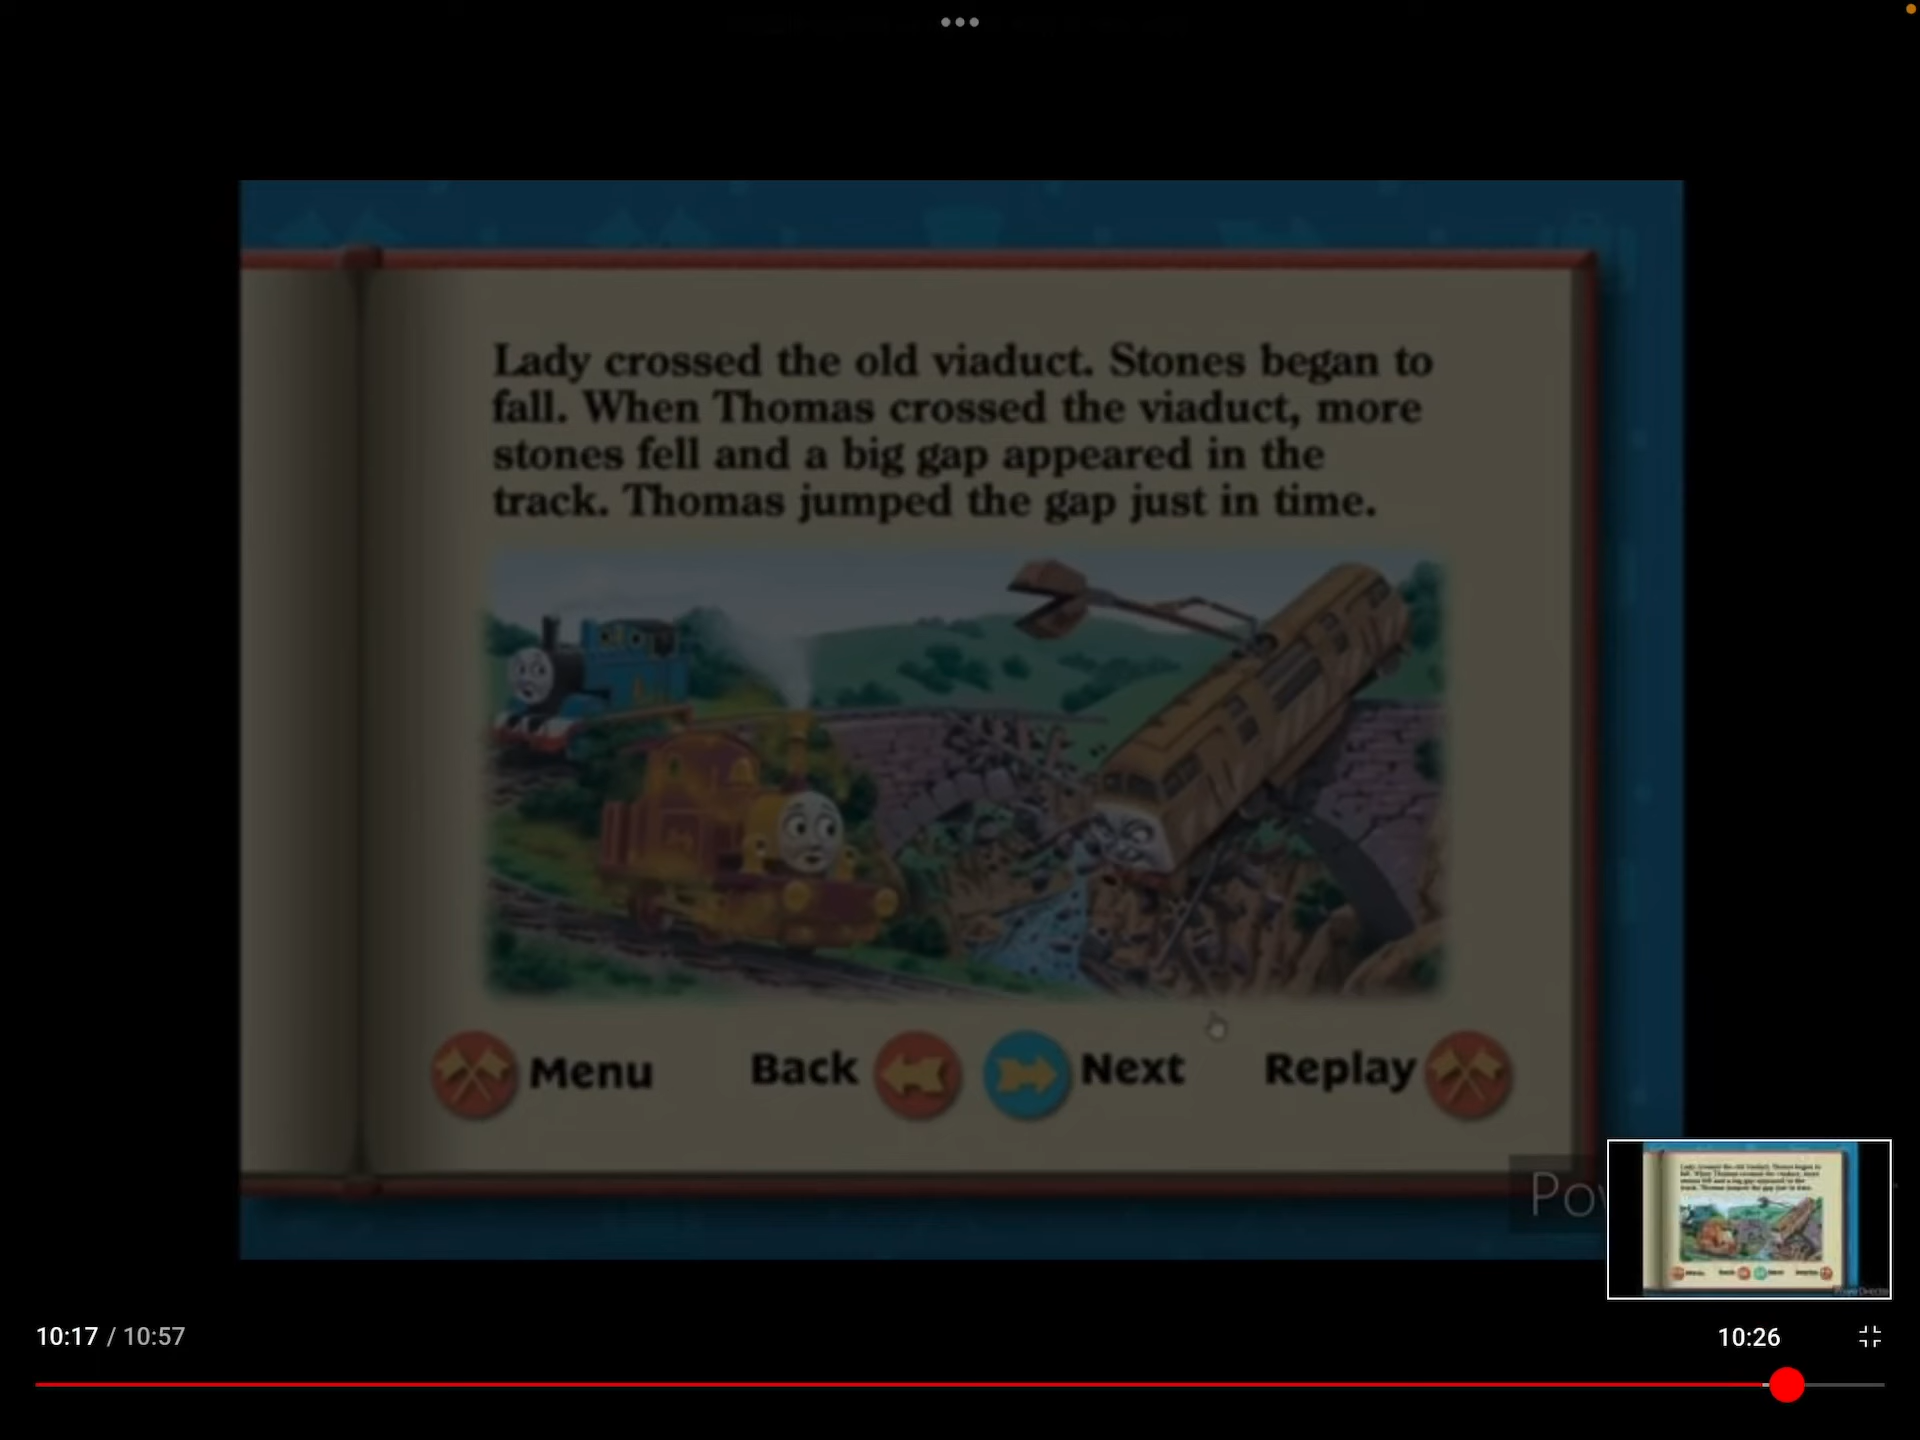 Lady crossed the old viaduct. Stones began to
fall. When Thomas crossed the viaduct, more
stones fell and a big gap appeared in the
track. Thomas jumped the gap just in time.
Menu Back Next Replay
Po
10:17 / 10:57
10:26